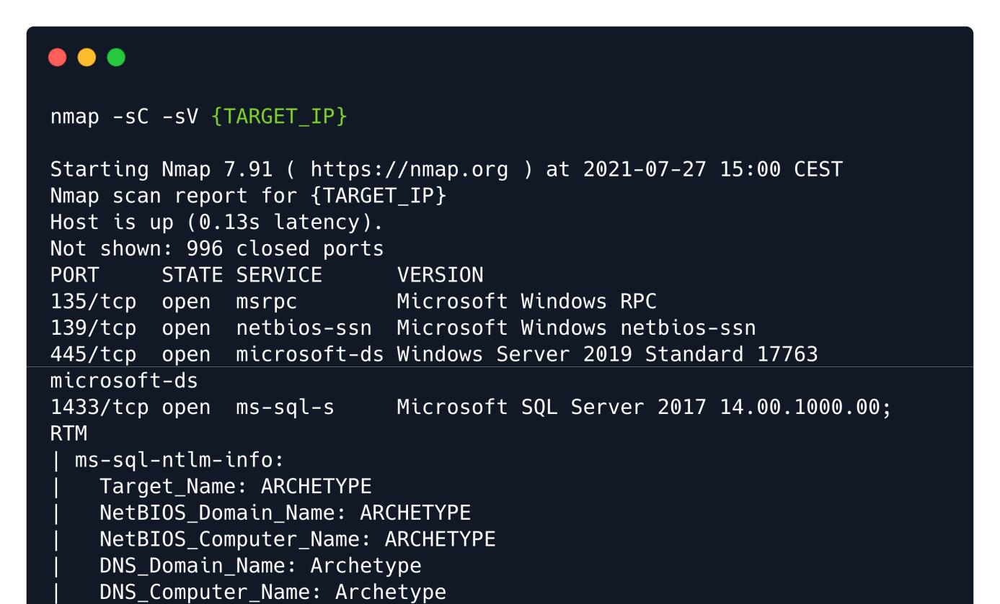 nmap -sC -sV {TARGET_IP}
Starting Nmap 7.91 ( https://nmap.org ) at 2021-07-27 15:00 CEST
Nmap scan report for {TARGET_IP}
Host is up (0.13s latency).
Not shown: 996 closed ports
PORT     STATE SERVICE      VERSION
135/tcp  open  msrpc        Microsoft Windows RPC
139/tcp  open  netbios-ssn  Microsoft Windows netbios-ssn
445/tcp  open  microsoft-ds Windows Server 2019 Standard 17763
microsoft-ds
1433/tcp open  ms-sql-s     Microsoft SQL Server 2017 14.00.1000.00;
RTM
| ms-sql-ntlm-info:
|   Target_Name: ARCHETYPE
|   NetBIOS_Domain_Name: ARCHETYPE
|   NetBIOS_Computer_Name: ARCHETYPE
|   DNS_Domain_Name: Archetype
|   DNS_Computer_Name: Archetype